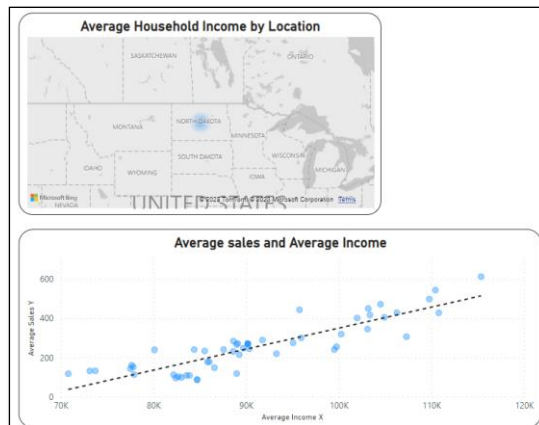 Average Household Income by Location
SASKATCHEWAN
ONTARIO
NORTH DAKOTA
MONTANA
MINNESOTA
SOUTH DAKOTA
WISCONSIN
IDAHO
WYOMING
MICHIGAN
IOWA
NEVADA
UNITED STATES
Microsoft Bing
Microsoft Corporation Terms
Average sales and Average Income
Average Sales Y
600
400
200
0
70K 80K 90K 100K 110K 120K
Average Income X